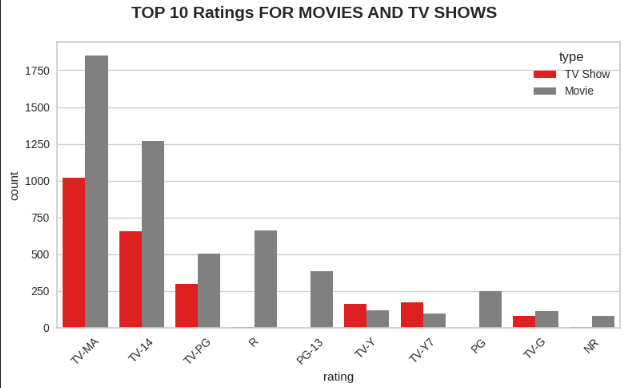 TOP 10 Ratings FOR MOVIES AND TV SHOWS
type
TV Show
Movie
1750
1500
1250
1000
750
500
250
0
count
TV-MA
TV-14
TV-PG
R
PG-13
TV-Y
TV-Y7
PG
TV-G
NR
rating